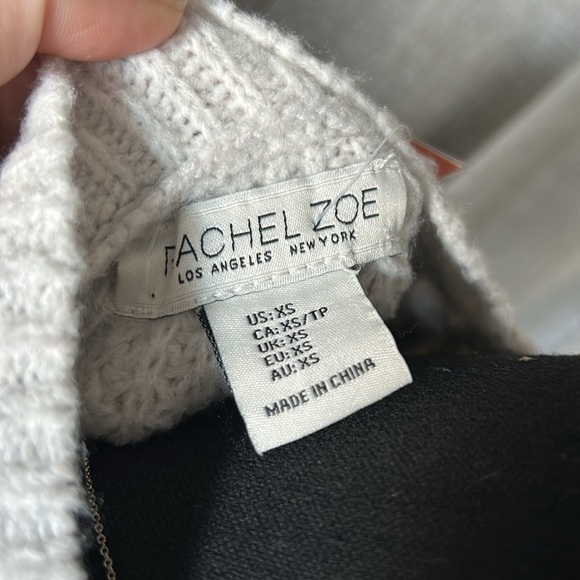 RACHEL ZOE
LOS ANGELES NEW YORK
US: XS
CA: XS/TP
UK: XS
EU: XS
AU: XS
MADE IN CHINA